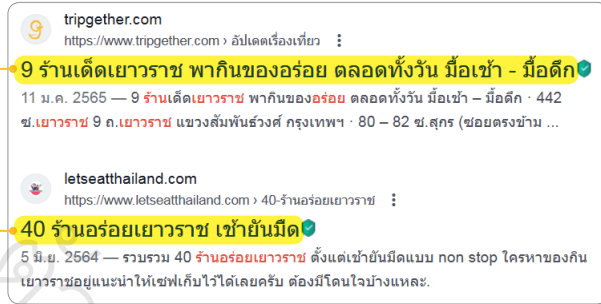 tripgether.com
https://www.tripgether.com › อัปเดตเรื่องเที่ยว
9 ร้านเด็ดเยาวราช พากินของอร่อย ตลอดทั้งวัน มื้อเช้า - มื้อดึก
11 ม.ค. 2565 — 9 ร้านเด็ดเยาวราช พากินของอร่อย ตลอดทั้งวัน มื้อเช้า – มื้อดึก · 442
ซ.เยาวราช 9 ถ.เยาวราช แขวงสัมพันธ์วงศ์ กรุงเทพฯ · 80 – 82 ซ.สุกร (ซอยตรงข้าม ...
letseatthailand.com
https://www.letseatthailand.com › 40-ร้านอร่อยเยาวราช
40 ร้านอร่อยเยาวราช เช้ายันมืด
5 มิ.ย. 2564 — รวบรวม 40 ร้านอร่อยเยาวราช ตั้งแต่เช้ายันมืดแบบ non stop ใครหาของกิน
เยาวราชอยู่แนะนำให้เซฟเก็บไว้ได้เลยครับ ต้องมีโดนใจบ้างแหละ.